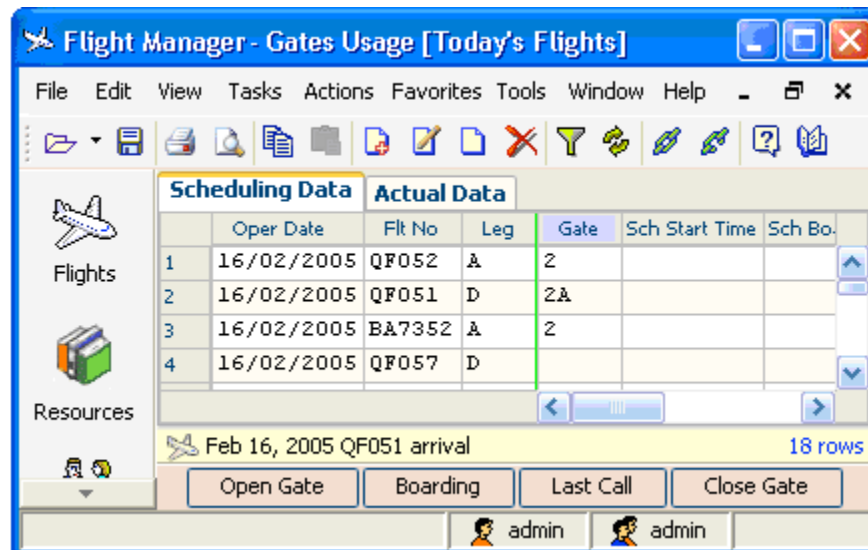 Flight Manager - Gates Usage [Today's Flights]
File Edit View Tasks Actions Favorites Tools Window Help
Scheduling Data Actual Data
Oper Date Flt No Leg Gate Sch Start Time Sch Bo
1 16/02/2005 QF052 A 2
2 16/02/2005 QF051 D 2A
3 16/02/2005 BA7352 A 2
4 16/02/2005 QF057 D
Flights
Resources
Feb 16, 2005 QF051 arrival 18 rows
Open Gate Boarding Last Call Close Gate
admin admin